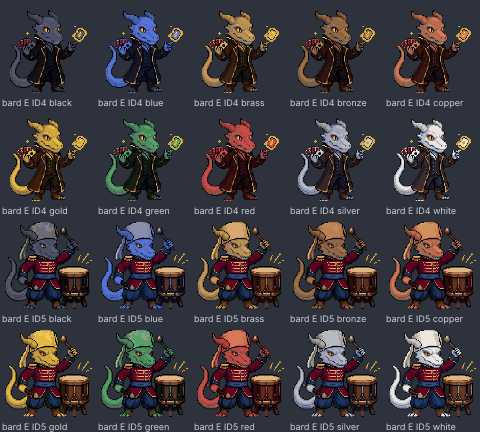 bard E ID4 black bard E ID4 blue bard E ID4 brass bard E ID4 bronze bard E ID4 copper
bard E ID4 gold bard E ID4 green bard E ID4 red bard E ID4 silver bard E ID4 white
bard E ID5 black bard E ID5 blue bard E ID5 brass bard E ID5 bronze bard E ID5 copper
bard E ID5 gold bard E ID5 green bard E ID5 red bard E ID5 silver bard E ID5 white